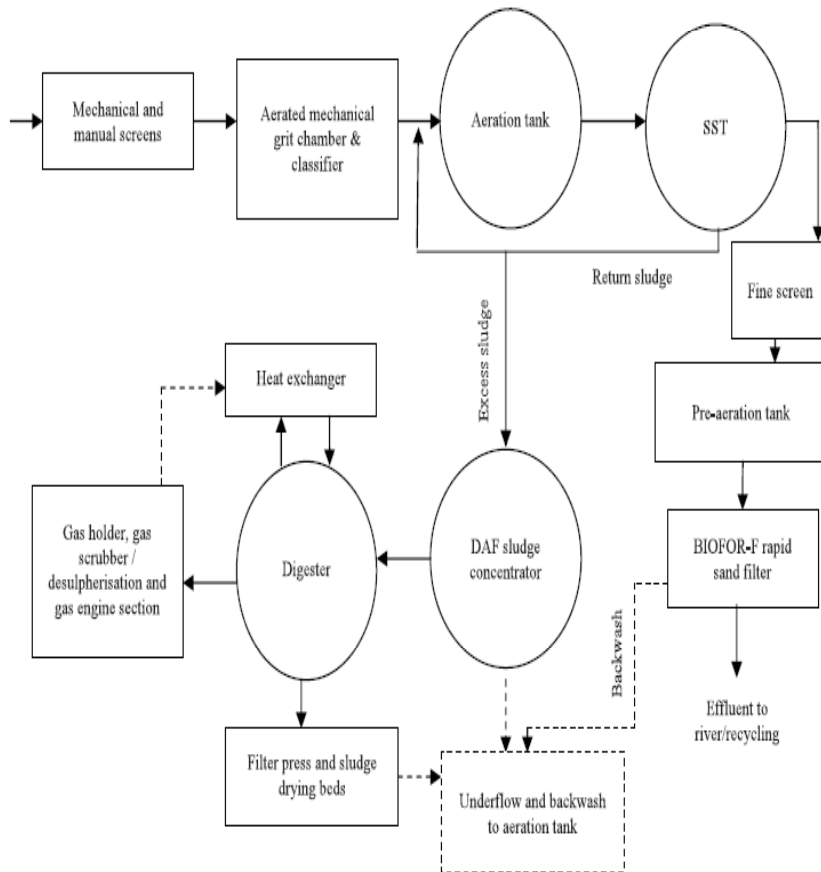 Mechanical and
manual screens
Aerated mechanical
grit chamber &
classifier
Aeration tank
SST
Return sludge
Fine screen
Excess sludge
Heat exchanger
Pre-aeration tank
Gas holder, gas
scrubber /
desulpherisation and
gas engine section
Digester
DAF sludge
concentrator
BIOFOR-F rapid
sand filter
Backwash
Effluent to
river/recycling
Filter press and sludge
drying beds
Underflow and backwash
to aeration tank